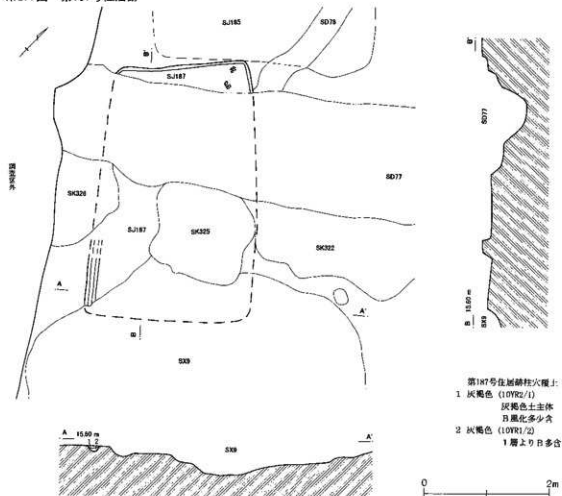 SJ185
SD78
B'
SJ187
調査区外
SK326
SD77
SJ187
SK325
SK322
A
A'
B
SX9
B'
SD77
B
15.60 m
SX9
第187号住居跡柱穴覆土
1 灰褐色 (10YR2/1)
灰褐色土主体
B風化多少含
2 灰褐色 (10YR1/2)
1層よりB多含
A
15.60 m
1 2
SX9
A'
0
2m